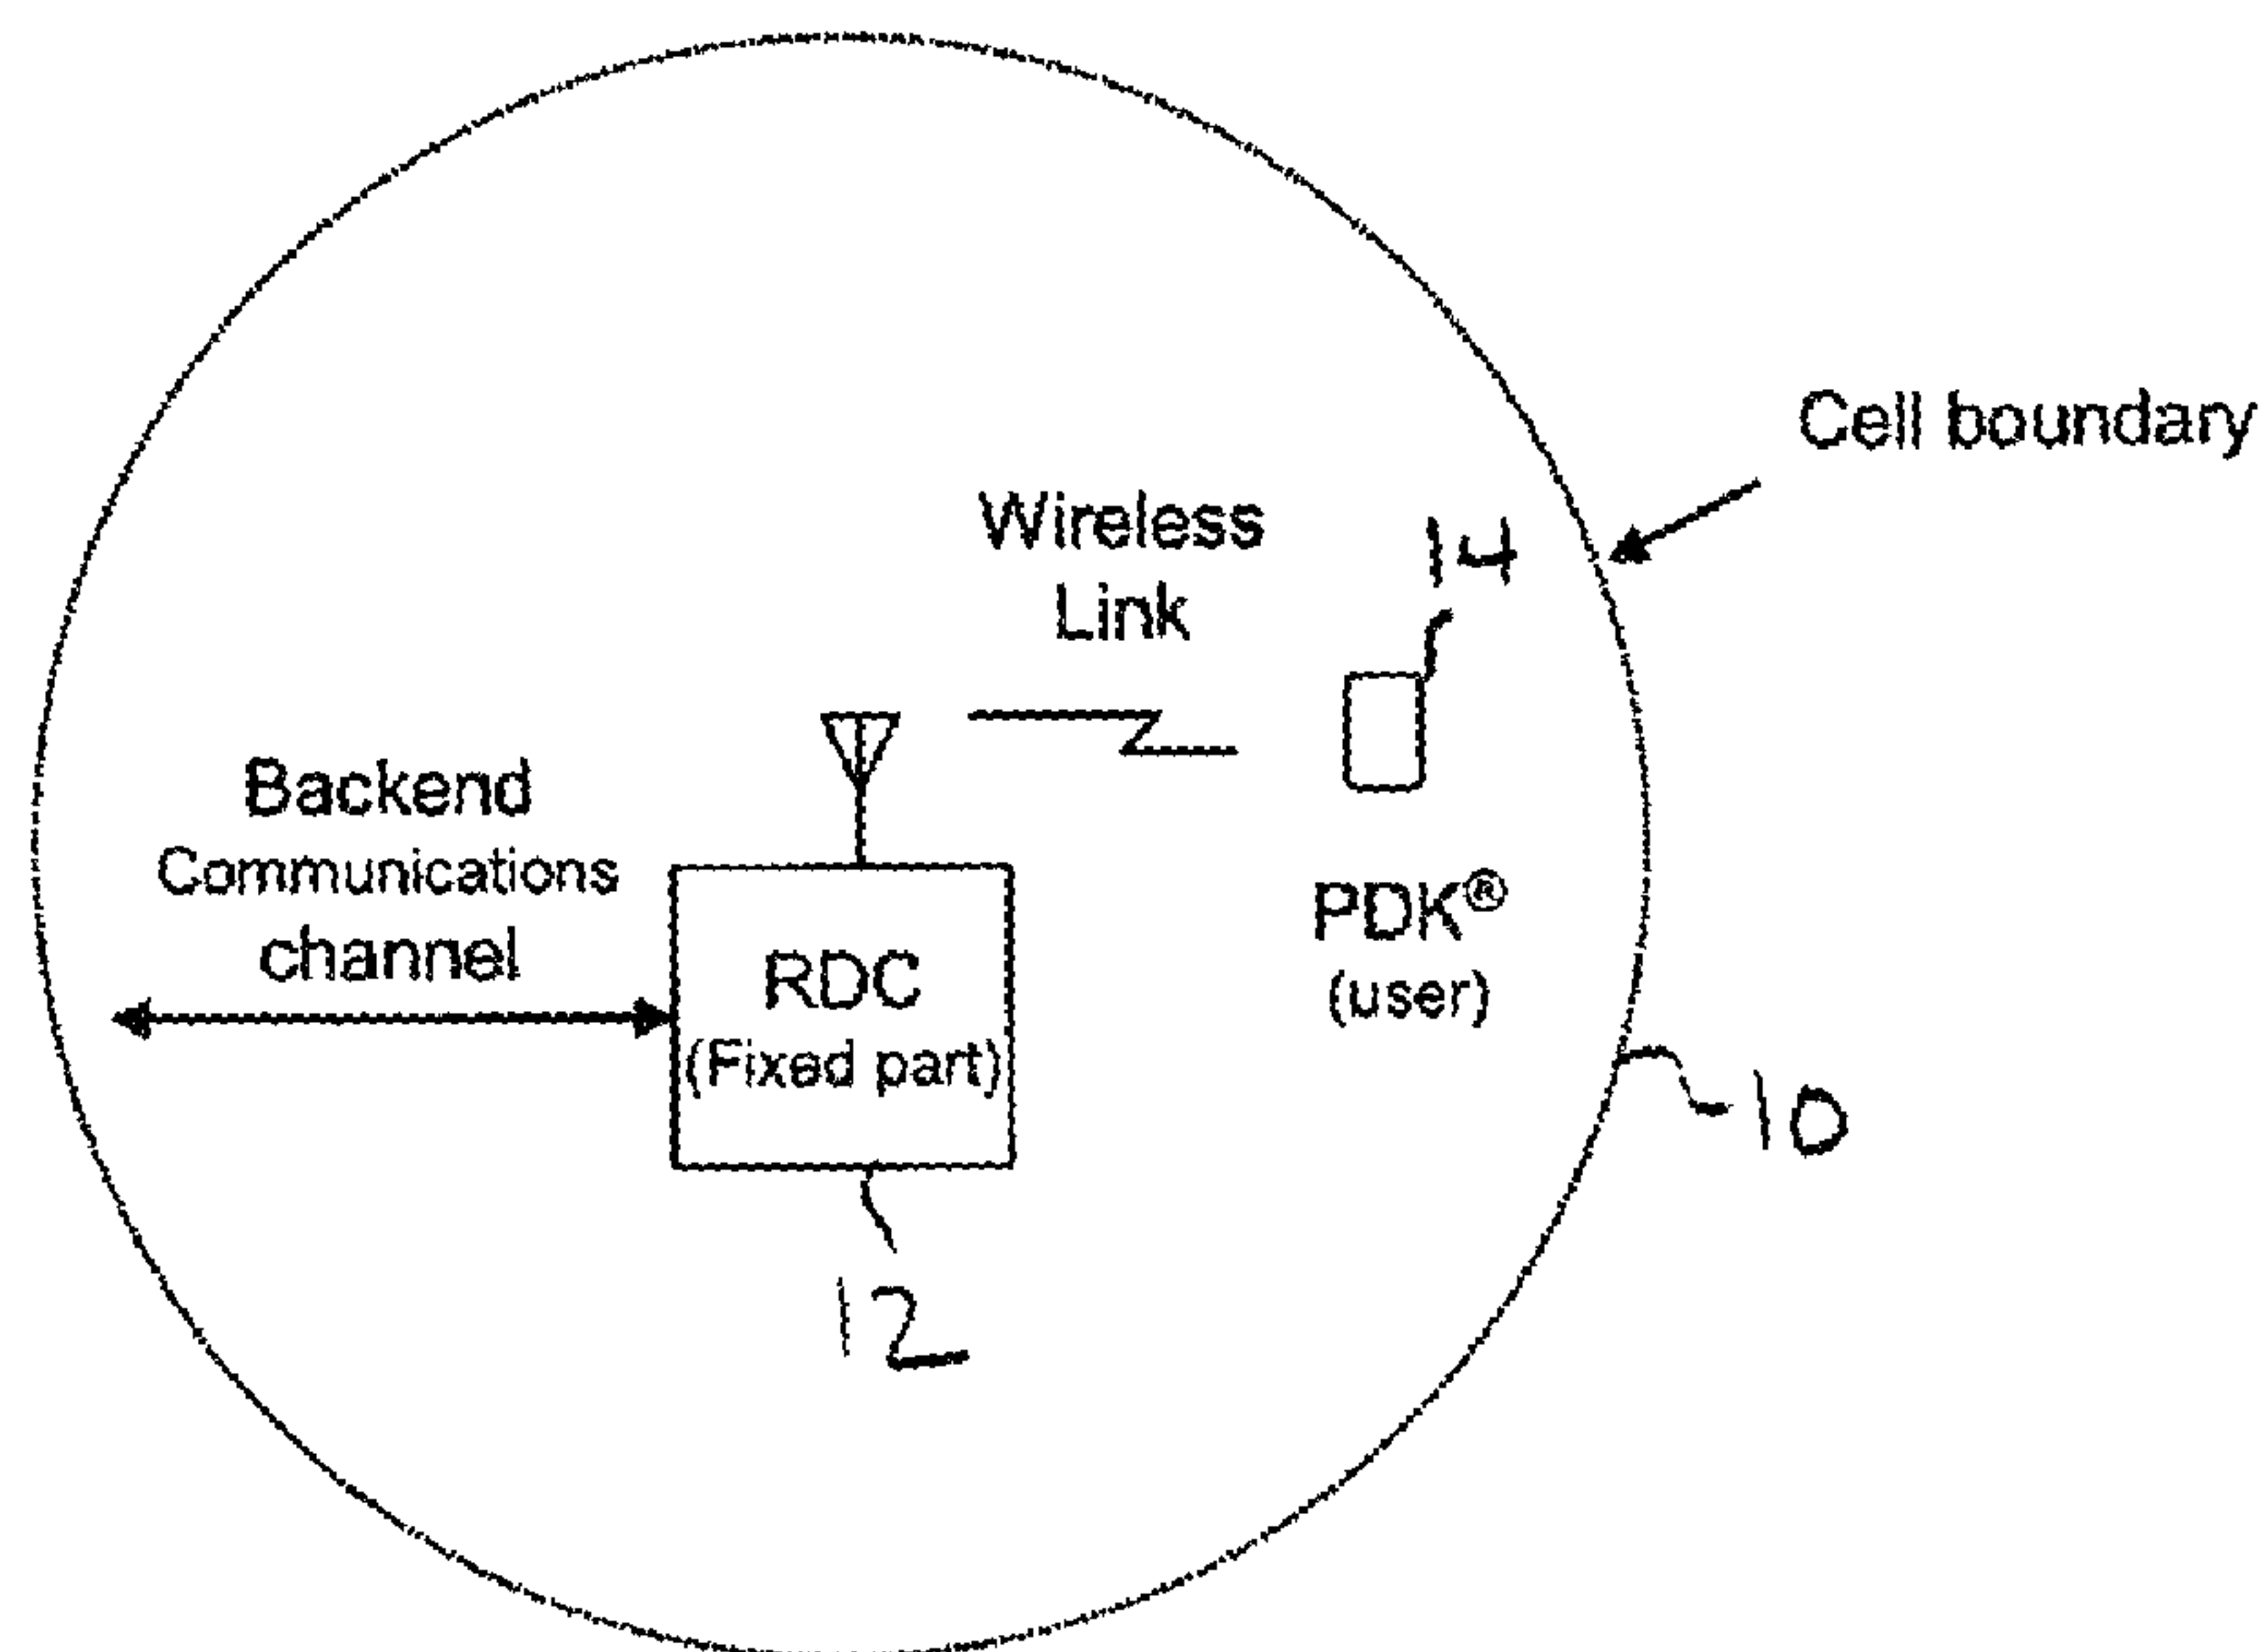 Cell boundary
Wireless
Link
14
Backend
Communications
channel
PDK®
(user)
RDC
(Fixed part)
10
12